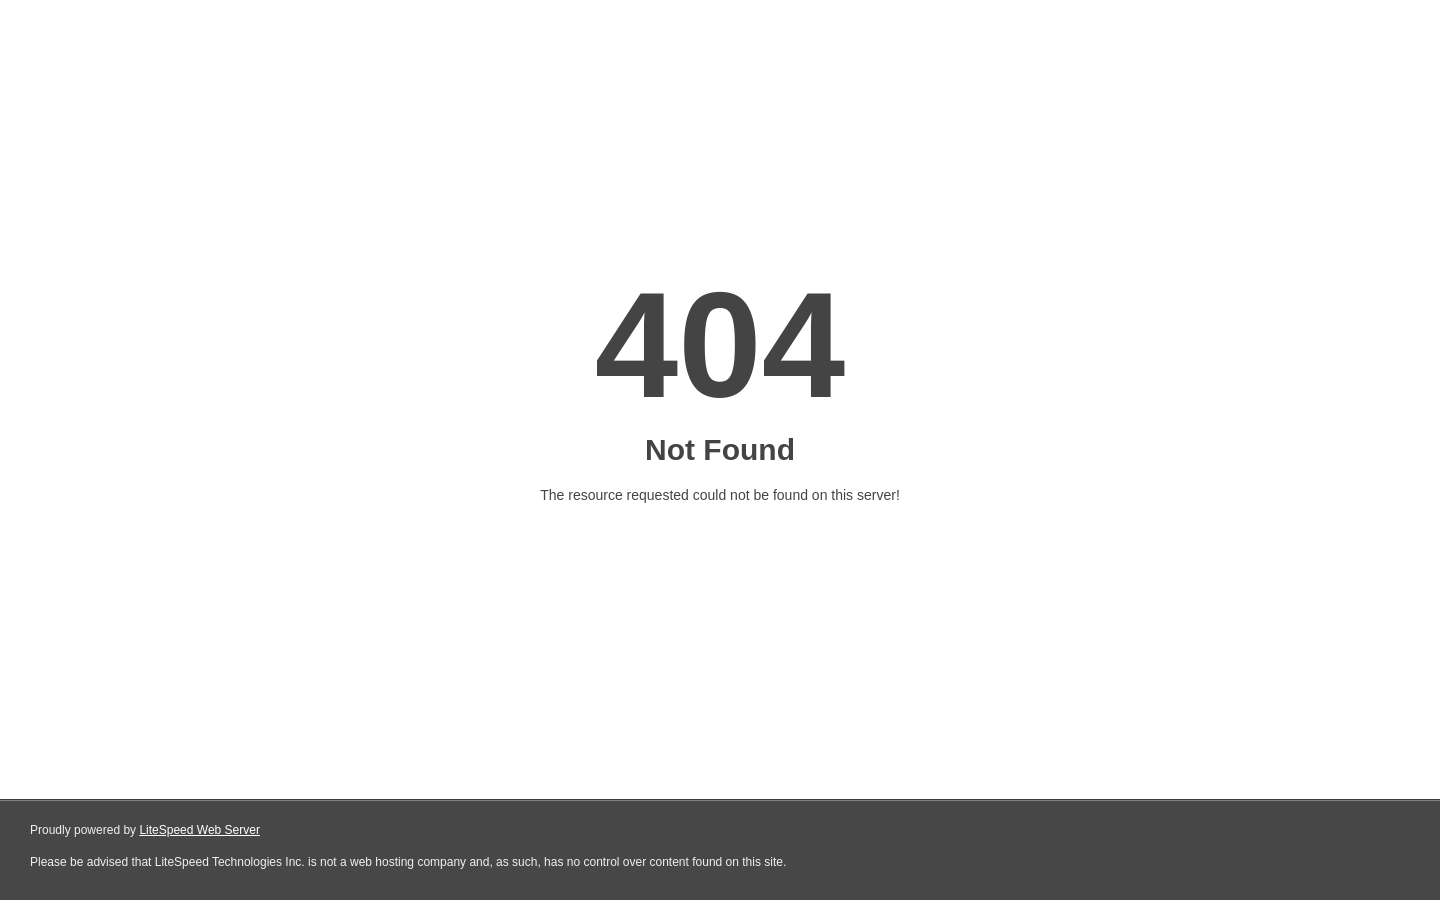 404
Not Found
The resource requested could not be found on this server!
Proudly powered by LiteSpeed Web Server
Please be advised that LiteSpeed Technologies Inc. is not a web hosting company and, as such, has no control over content found on this site.